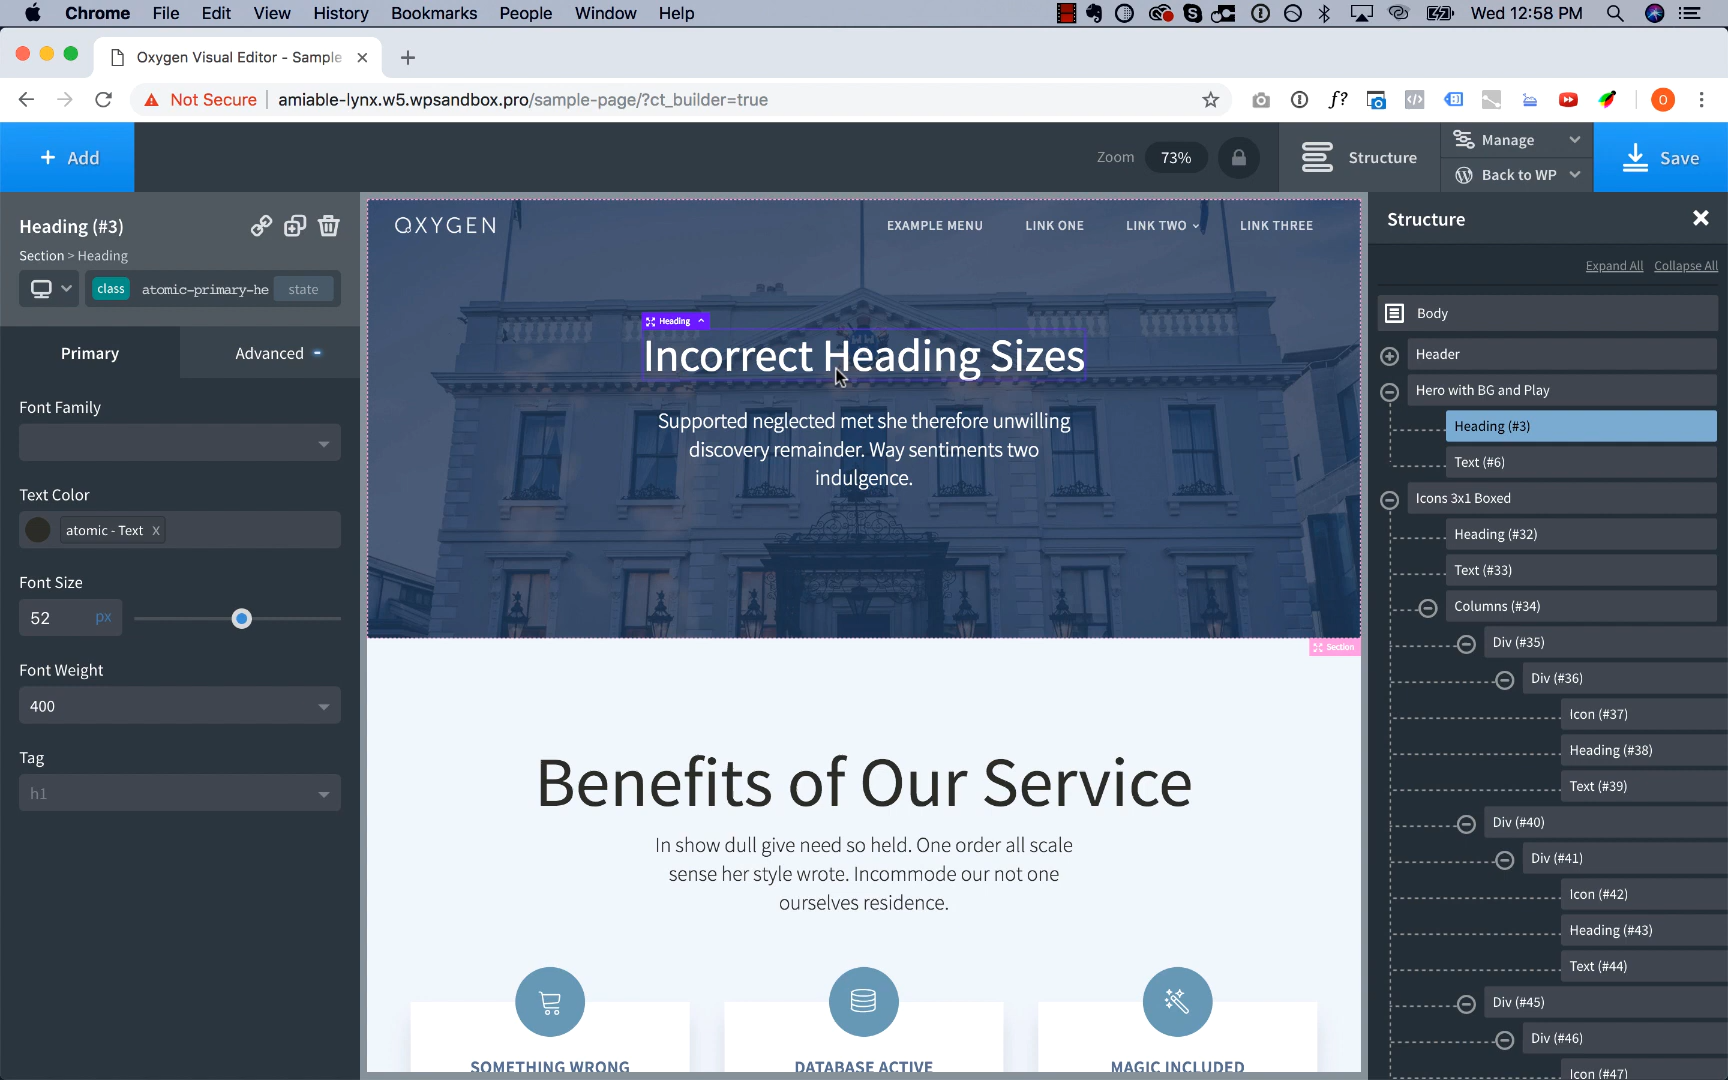 Chrome File Edit View History Bookmarks People Window Help Wed 12:58 PM
Oxygen Visual Editor - Sample
Not Secure amiable-lynx.w5.wpsandbox.pro/sample-page/?ct_builder=true
f?
O
+ Add
Zoom 73%
Structure
Manage
Back to WP
Save
Heading (#3)
Section > Heading
class atomic-primary-he state
Primary Advanced
Font Family
Text Color
atomic - Text x
Font Size
52 px
Font Weight
400
Tag
h1
OXYGEN
EXAMPLE MENU LINK ONE LINK TWO LINK THREE
Heading
Incorrect Heading Sizes
Supported neglected met she therefore unwilling
discovery remainder. Way sentiments two
indulgence.
Section
Benefits of Our Service
In show dull give need so held. One order all scale
sense her style wrote. Incommode our not one
ourselves residence.
SOMETHING WRONG DATABASE ACTIVE MAGIC INCLUDED
Structure
Expand All Collapse All
Body
Header
Hero with BG and Play
Heading (#3)
Text (#6)
Icons 3x1 Boxed
Heading (#32)
Text (#33)
Columns (#34)
Div (#35)
Div (#36)
Icon (#37)
Heading (#38)
Text (#39)
Div (#40)
Div (#41)
Icon (#42)
Heading (#43)
Text (#44)
Div (#45)
Div (#46)
Icon (#47)